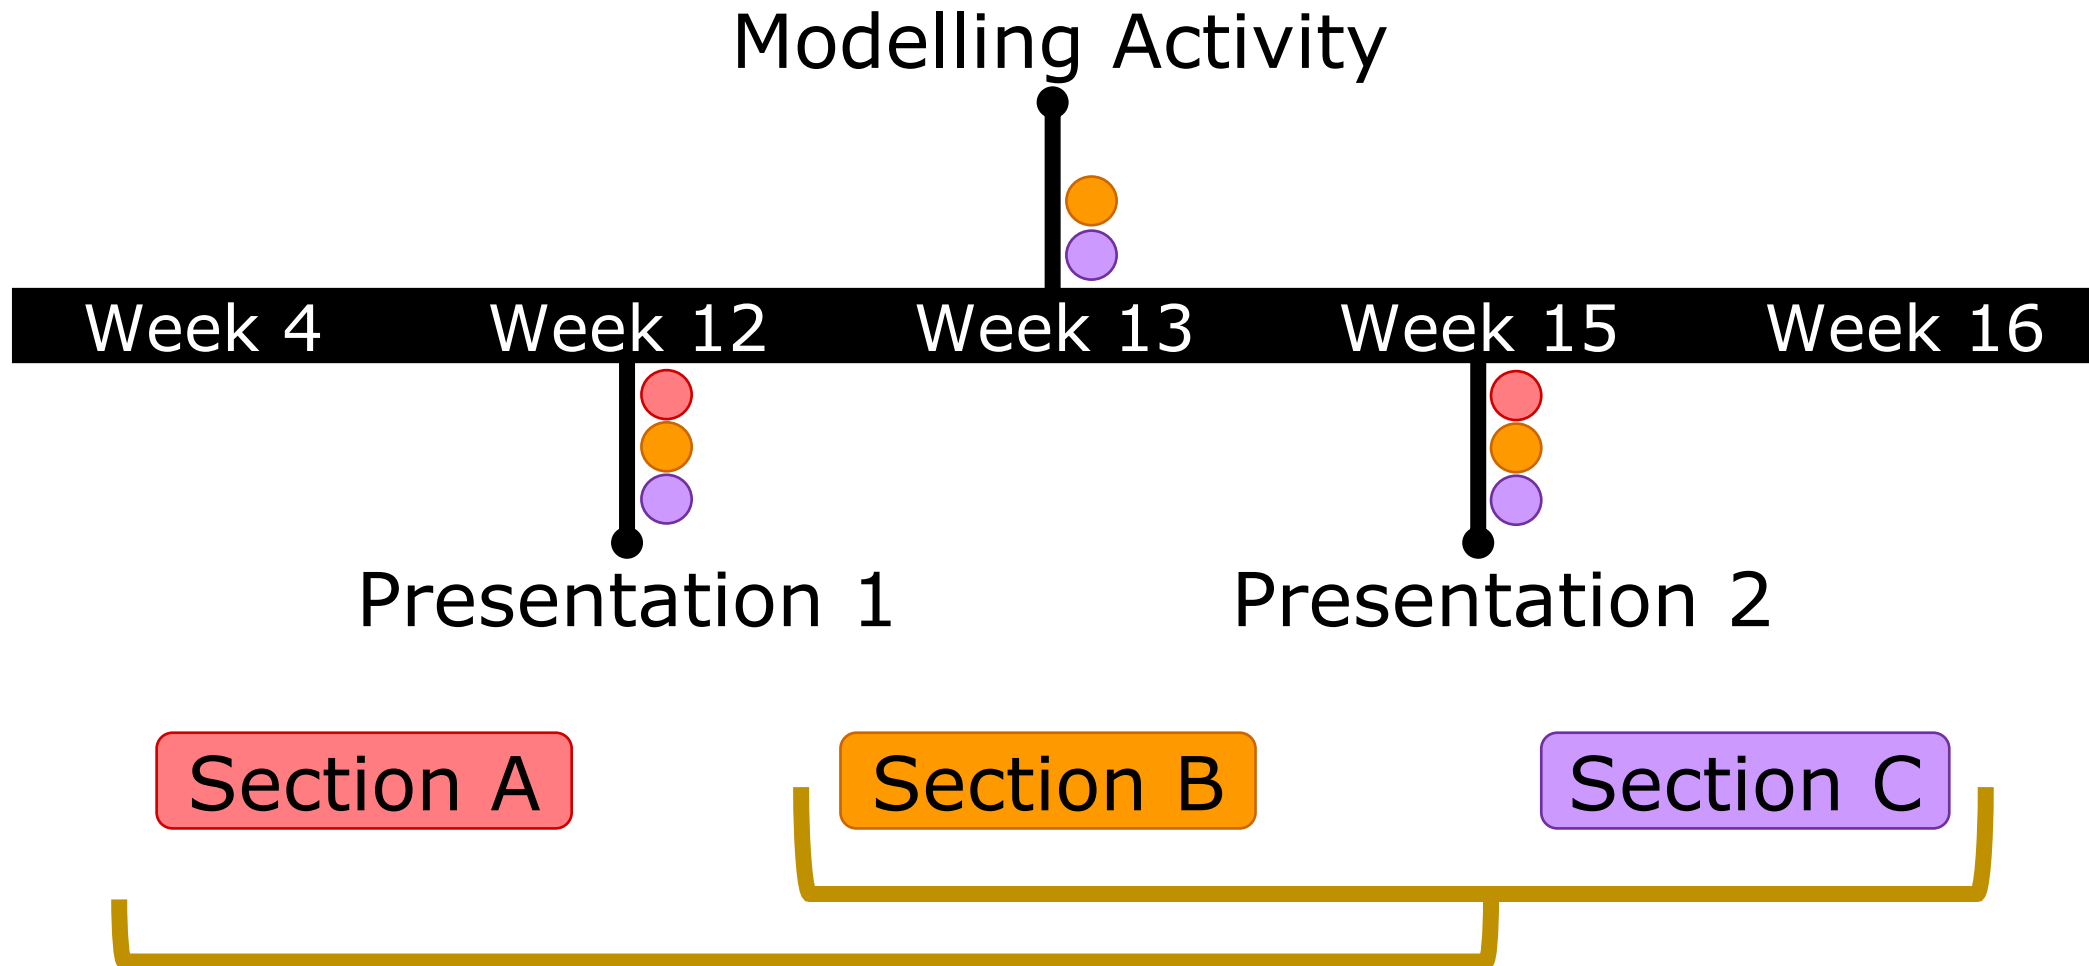 Modelling Activity
Week 4 Week 12 Week 13 Week 15 Week 16
Presentation 1 Presentation 2
Section A Section B Section C